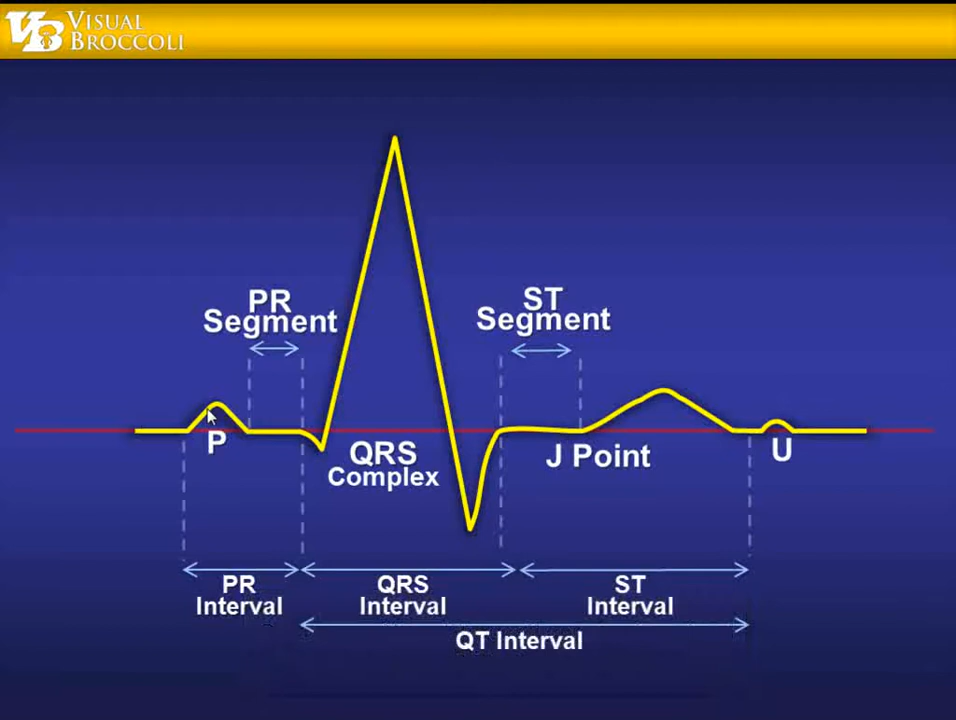 VISUAL
BROCCOLI
PR
Segment
ST
Segment
P
QRS
Complex
J Point
U
PR
Interval
QRS
Interval
ST
Interval
QT Interval